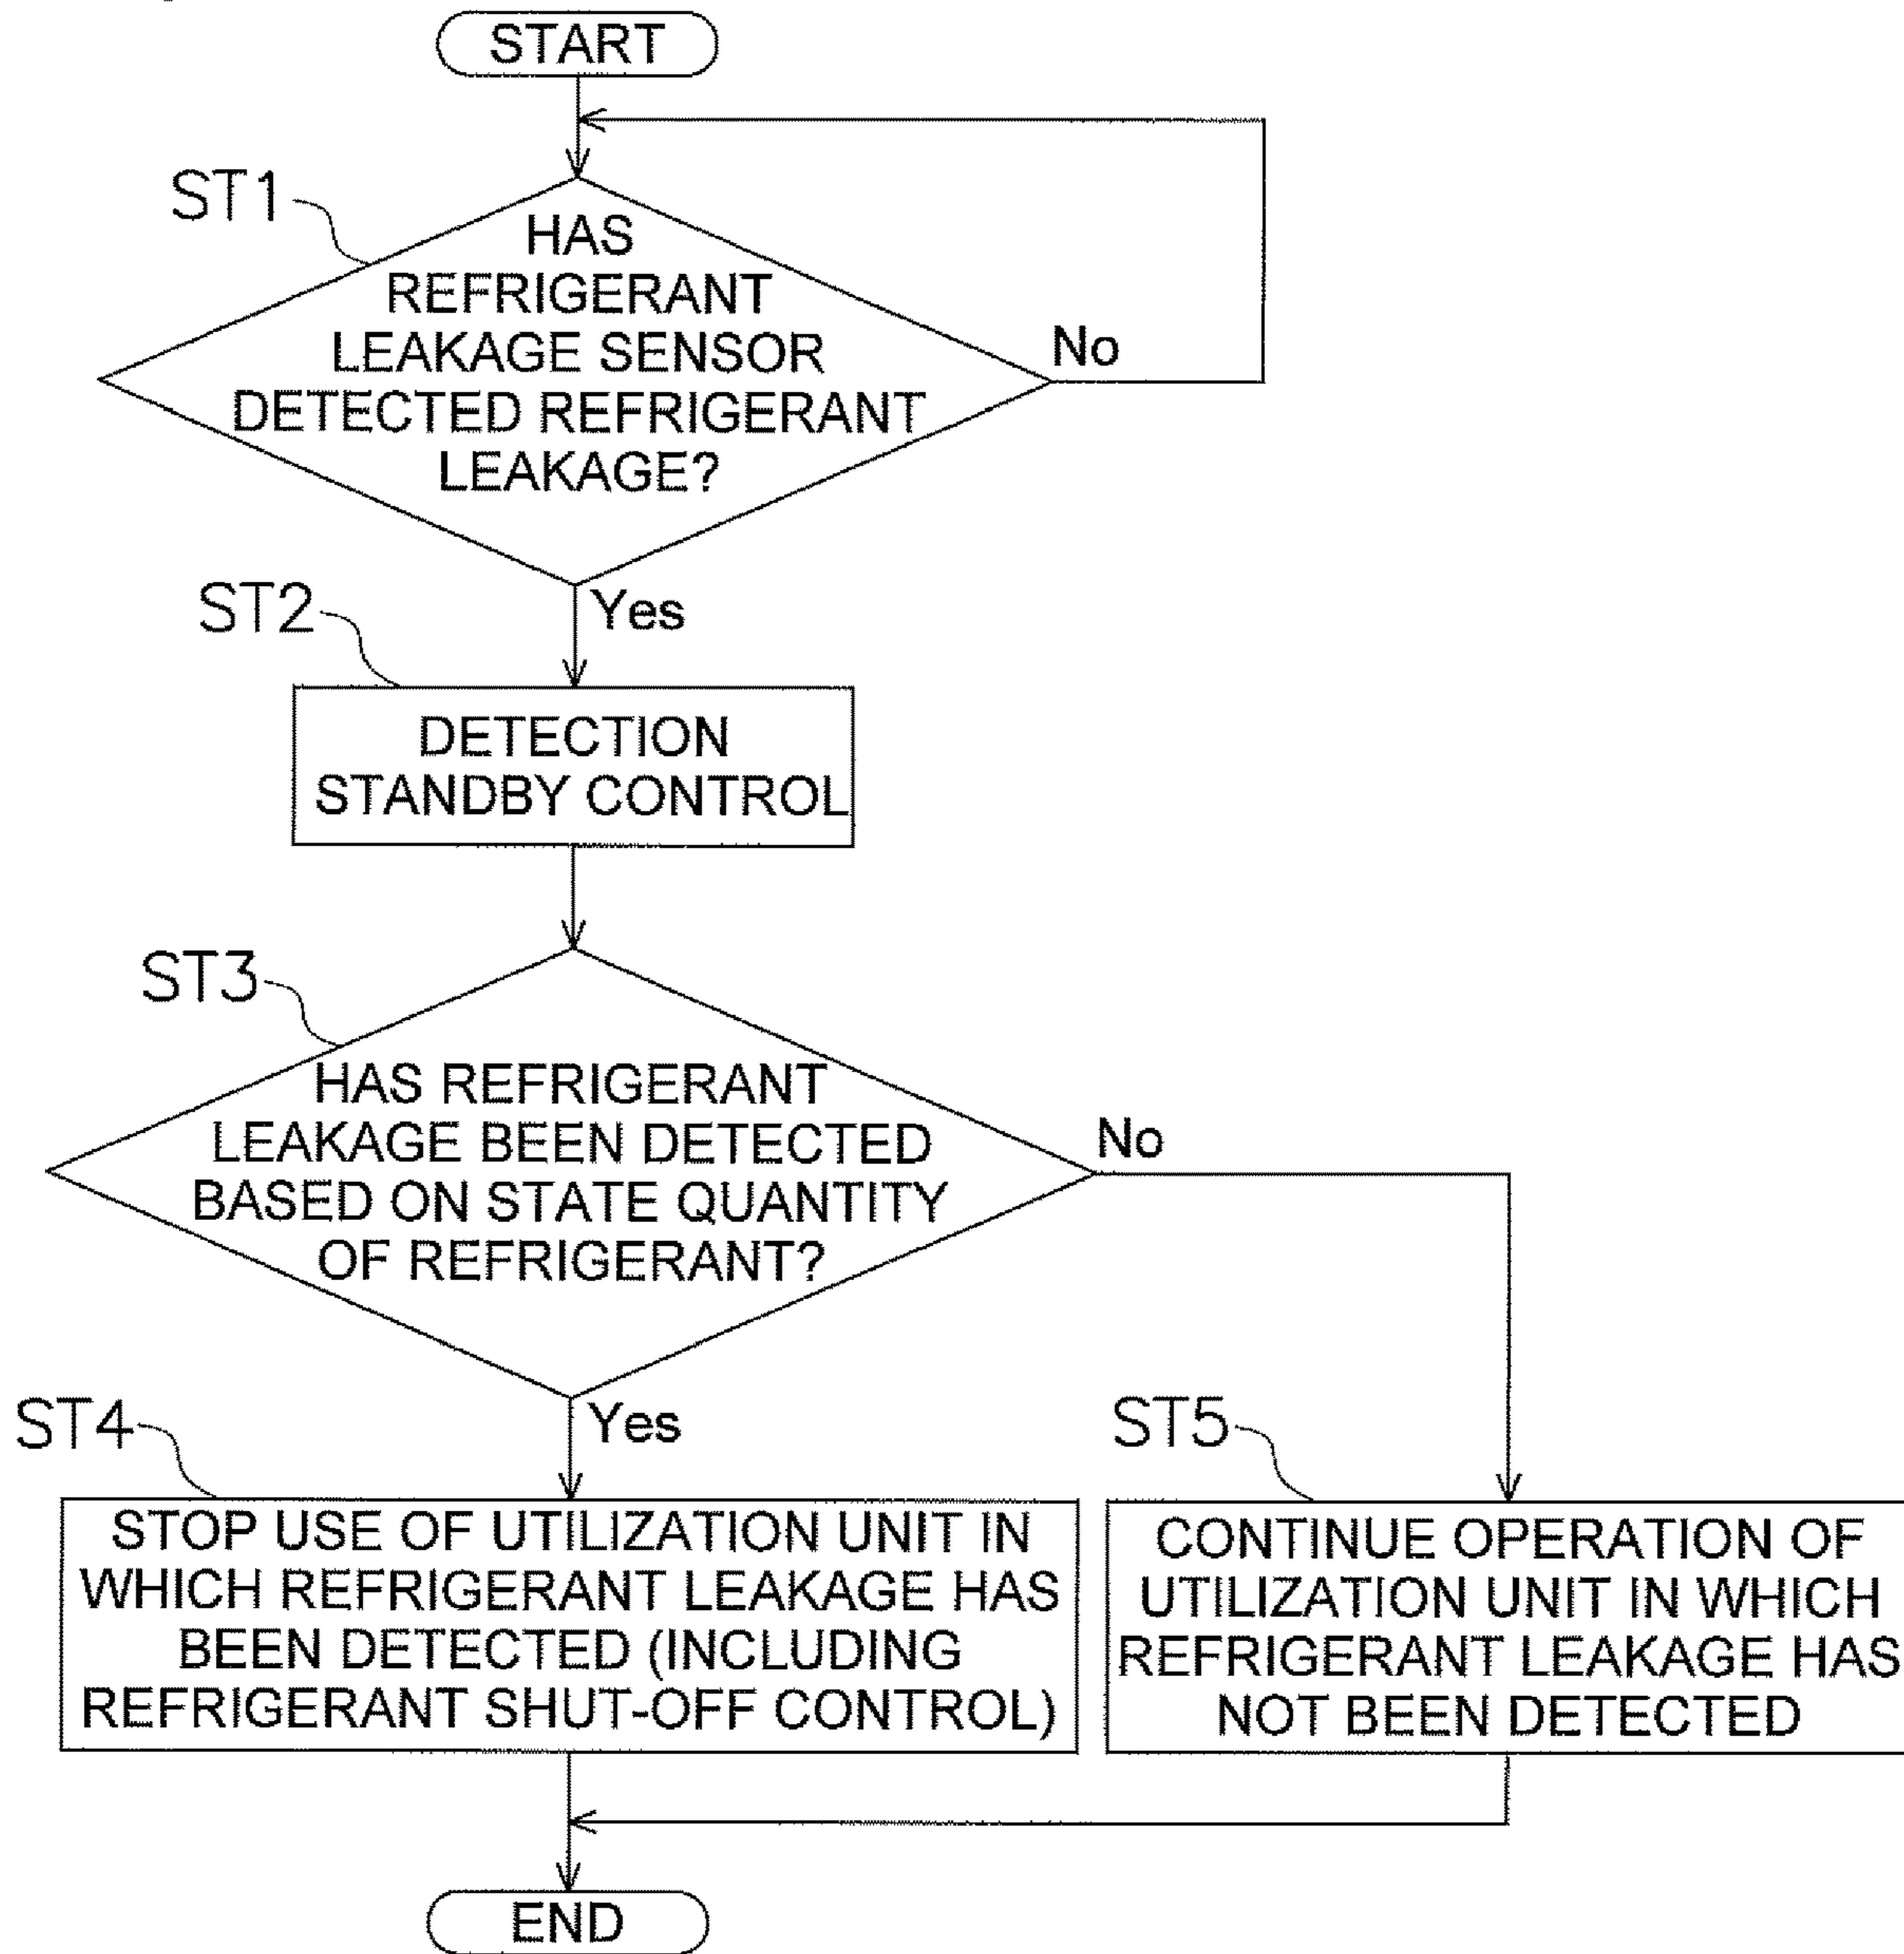 START
ST1
HAS
REFRIGERANT
LEAKAGE SENSOR
DETECTED REFRIGERANT
LEAKAGE?
No
Yes
ST2
DETECTION
STANDBY CONTROL
ST3
HAS REFRIGERANT
LEAKAGE BEEN DETECTED
BASED ON STATE QUANTITY
OF REFRIGERANT?
No
Yes
ST4
STOP USE OF UTILIZATION UNIT IN
WHICH REFRIGERANT LEAKAGE HAS
BEEN DETECTED (INCLUDING
REFRIGERANT SHUT-OFF CONTROL)
ST5
CONTINUE OPERATION OF
UTILIZATION UNIT IN WHICH
REFRIGERANT LEAKAGE HAS
NOT BEEN DETECTED
END